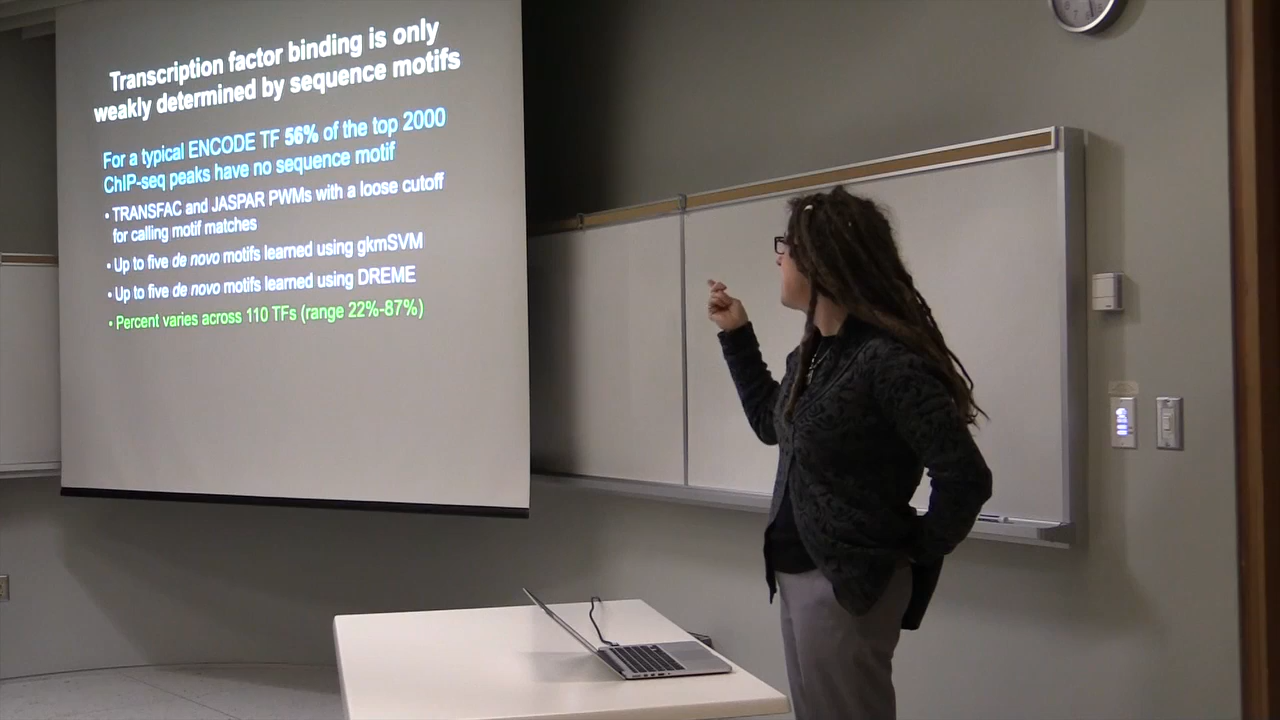 Transcription factor binding is only
weakly determined by sequence motifs
For a typical ENCODE TF 56% of the top 2000
ChIP-seq peaks have no sequence motif
• TRANSFAC and JASPAR PWMs with a loose cutoff
for calling motif matches
• Up to five de novo motifs learned using gkmSVM
• Up to five de novo motifs learned using DREME
• Percent varies across 110 TFs (range 22%-87%)